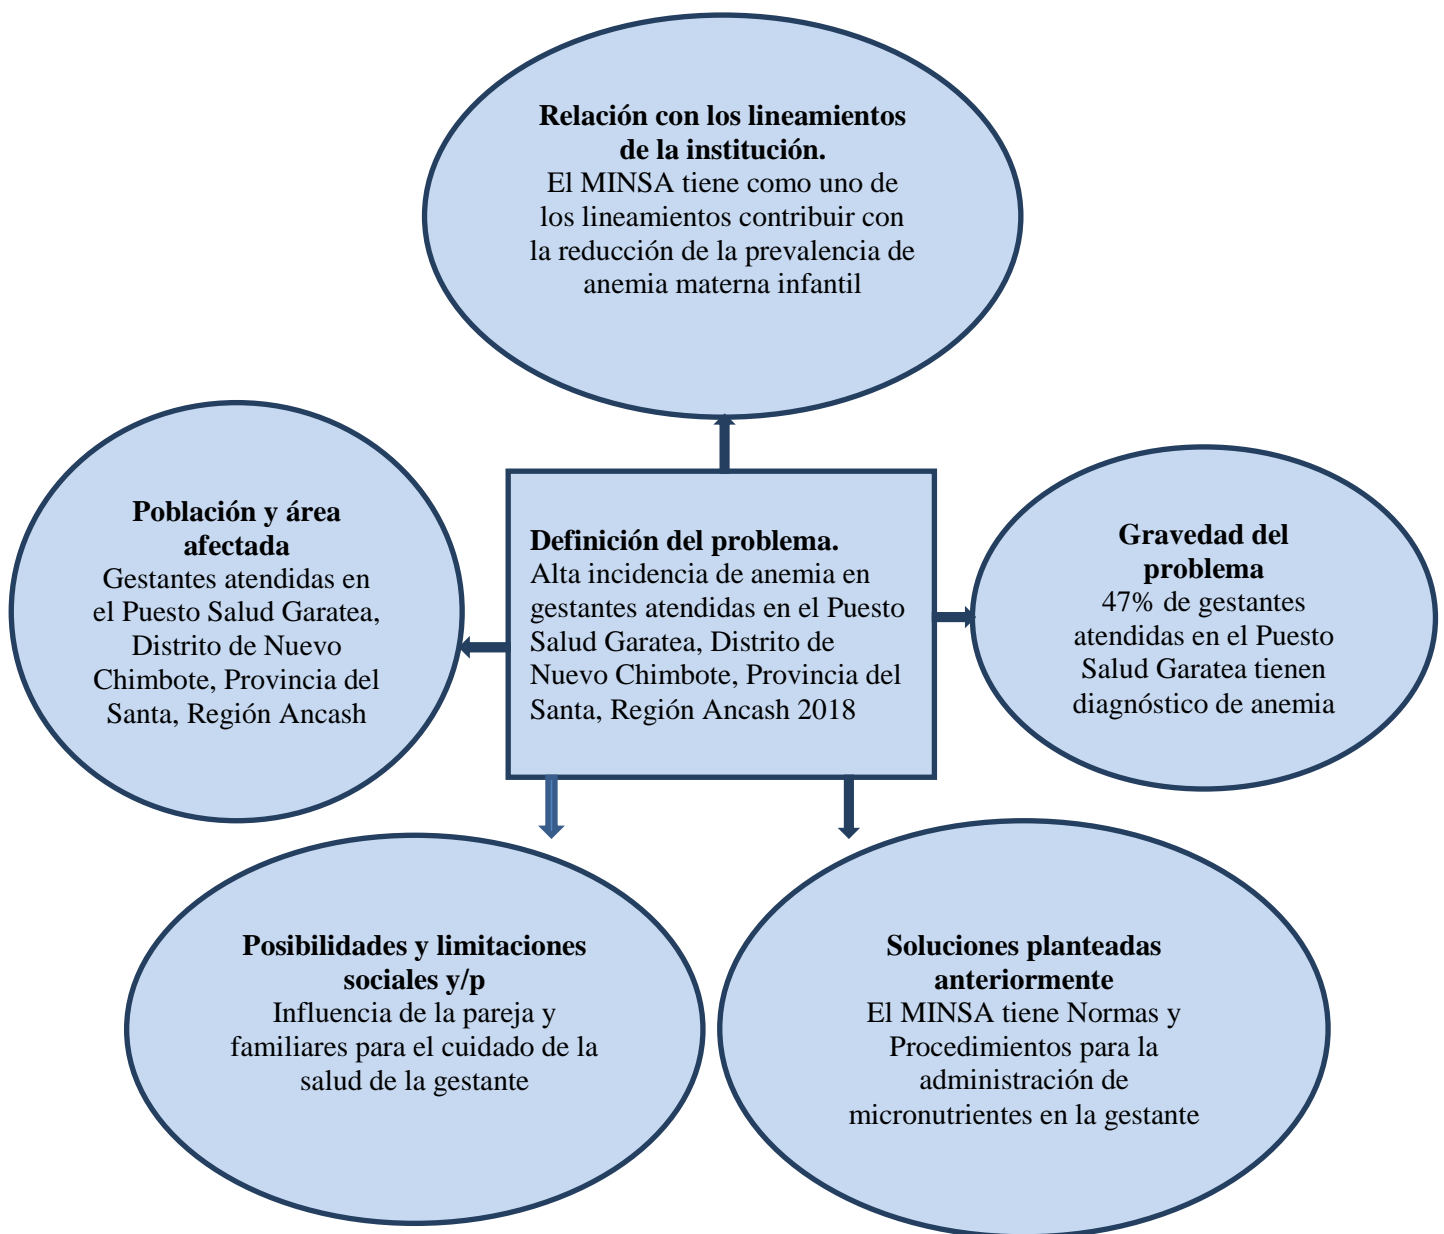 Relación con los lineamientos
de la institución.
El MINSA tiene como uno de
los lineamientos contribuir con
la reducción de la prevalencia de
anemia materna infantil
Población y área
afectada
Gestantes atendidas en
el Puesto Salud Garatea,
Distrito de Nuevo
Chimbote, Provincia del
Santa, Región Ancash
Definición del problema.
Alta incidencia de anemia en
gestantes atendidas en el Puesto
Salud Garatea, Distrito de
Nuevo Chimbote, Provincia del
Santa, Región Ancash 2018
Gravedad del
problema
47% de gestantes
atendidas en el Puesto
Salud Garatea tienen
diagnóstico de anemia
Posibilidades y limitaciones
sociales y/p
Influencia de la pareja y
familiares para el cuidado de la
salud de la gestante
Soluciones planteadas
anteriormente
El MINSA tiene Normas y
Procedimientos para la
administración de
micronutrientes en la gestante